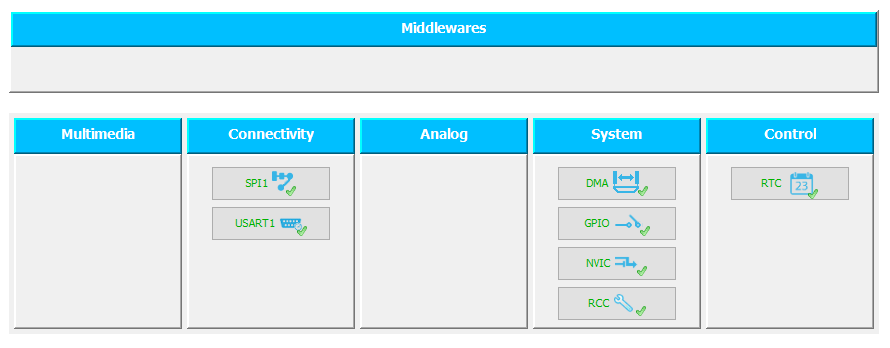 Middlewares
Multimedia Connectivity Analog System Control
SPI1 DMA RTC 23
USART1 GPIO
NVIC
RCC